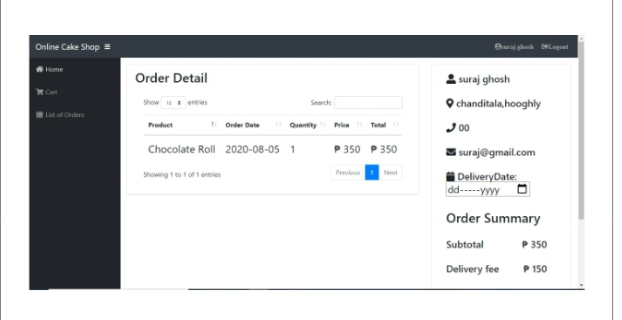 Online Cake Shop
suraj ghosh Logout
Home
Cart
List of Orders
Order Detail
Show 10 entries
Search:
Product Order Date Quantity Price Total
Chocolate Roll 2020-08-05 1 ₱ 350 ₱ 350
Showing 1 to 1 of 1 entries
Previous 1 Next
suraj ghosh
chanditala,hooghly
00
suraj@gmail.com
DeliveryDate:
dd-----yyyy
Order Summary
Subtotal ₱ 350
Delivery fee ₱ 150